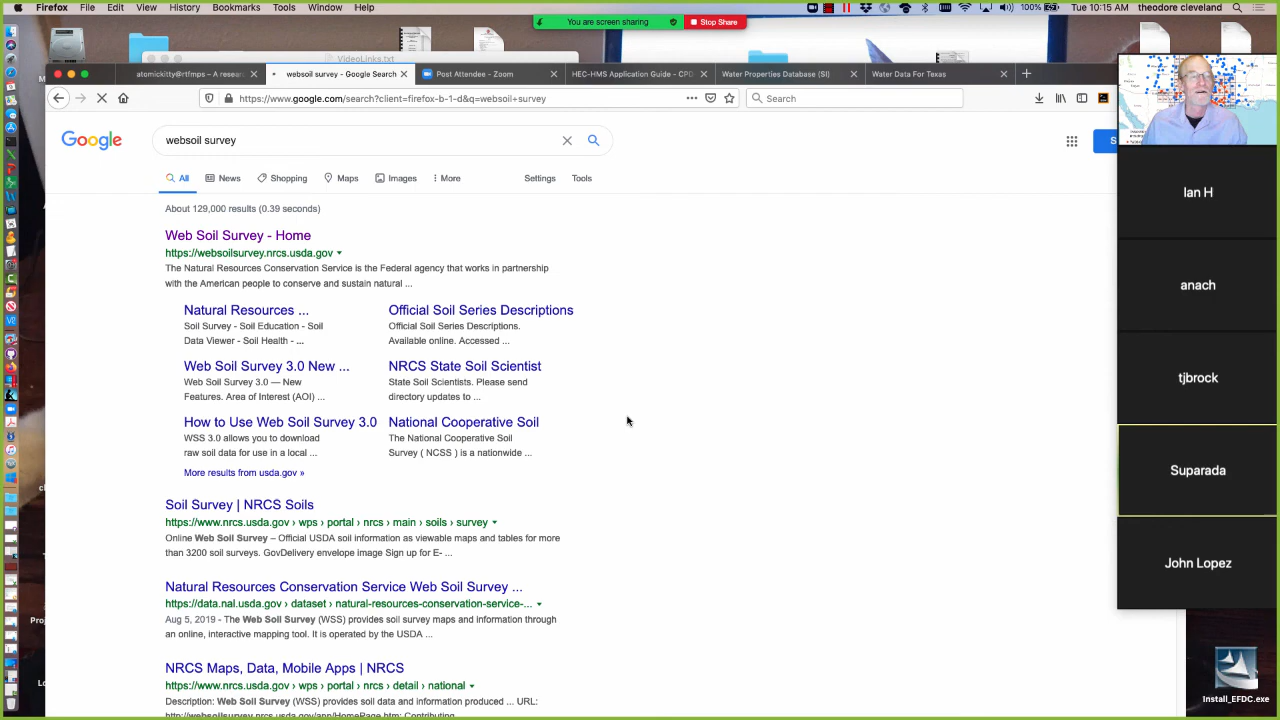 Firefox File Edit View History Bookmarks Tools Window Help
100% Tue 10:15 AM theodore cleveland
You are screen sharing Stop Share
VideoLinks.txt
atomickitty@rtfmps – A resear
websoil survey - Google Search
Post Attendee - Zoom
HEC-HMS Application Guide - CPD
Water Properties Database (SI)
Water Data For Texas
https://www.google.com/search?client=firefox-b-1-d&q=websoil+survey
Search
Google
websoil survey
All News Shopping Maps Images More Settings Tools
About 129,000 results (0.39 seconds)
Web Soil Survey - Home
https://websoilsurvey.nrcs.usda.gov
The Natural Resources Conservation Service is the Federal agency that works in partnership
with the American people to conserve and sustain natural ...
Natural Resources ...
Soil Survey - Soil Education - Soil
Data Viewer - Soil Health - ...
Official Soil Series Descriptions
Official Soil Series Descriptions.
Available online. Accessed ...
Web Soil Survey 3.0 New ...
Web Soil Survey 3.0 — New
Features. Area of Interest (AOI) ...
NRCS State Soil Scientist
State Soil Scientists. Please send
directory updates to ...
How to Use Web Soil Survey 3.0
WSS 3.0 allows you to download
raw soil data for use in a local ...
National Cooperative Soil
The National Cooperative Soil
Survey ( NCSS ) is a nationwide ...
More results from usda.gov »
Soil Survey | NRCS Soils
https://www.nrcs.usda.gov › wps › portal › nrcs › main › soils › survey
Online Web Soil Survey – Official USDA soil information as viewable maps and tables for more
than 3200 soil surveys. GovDelivery envelope image Sign up for E- ...
Natural Resources Conservation Service Web Soil Survey ...
https://data.nal.usda.gov › dataset › natural-resources-conservation-service-...
Aug 5, 2019 - The Web Soil Survey (WSS) provides soil survey maps and information through
an online, interactive mapping tool. It is operated by the USDA ...
NRCS Maps, Data, Mobile Apps | NRCS
https://www.nrcs.usda.gov › wps › portal › nrcs › detail › national
Description: Web Soil Survey (WSS) provides soil data and information produced ... URL:
http://websoilsurvey.nrcs.usda.gov/app/HomePage.htm; Contributing
Ian H
anach
tjbrock
Suparada
John Lopez
Install_EFDC.exe